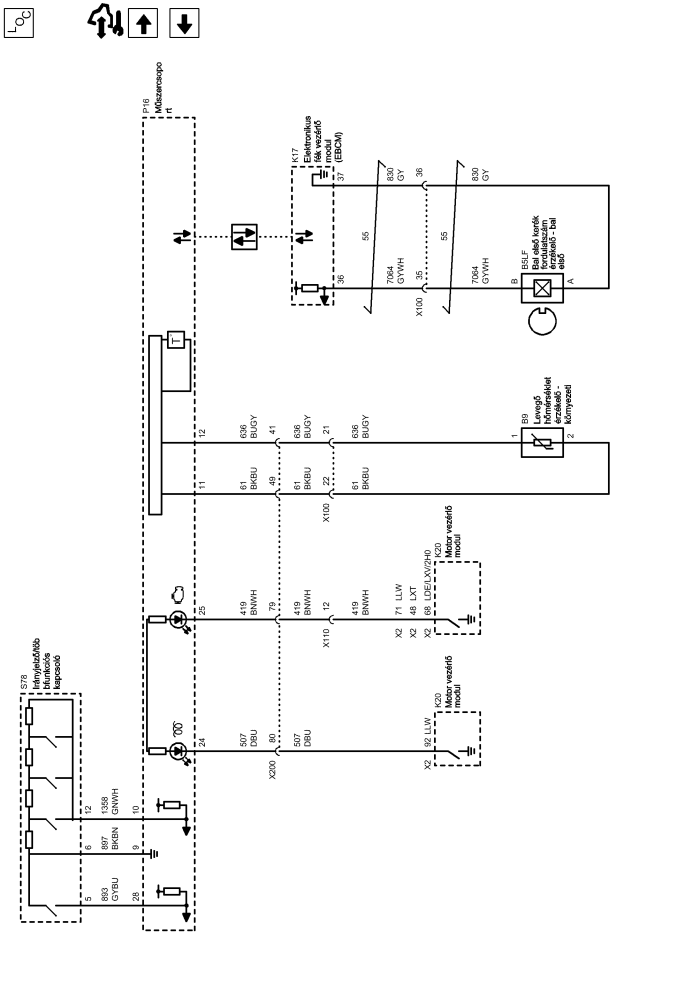 LOC
P16
Műszercsopo
rt
K17
Elektronikus
fék vezérlő
modul
(EBCM)
37
830
GY
36
830
GY
55
55
36
7064
GYWH
35
X100
7064
GYWH
B5LF
Bal első kerék
fordulatszám
érzékelő - bal
első
B
A
T°
12
636
BUGY
41
636
BUGY
21
636
BUGY
11
61
BKBU
49
61
BKBU
22
X100
61
BKBU
B9
Levegő
hőmérséklet
érzékelő -
környezeti
1
2
25
419
BNWH
79
419
BNWH
12
X110
419
BNWH
X2 71 LLW
X2 48 LXT
X2 68 LDE/LXV/2H0
K20
Motor vezérlő
modul
24
507
DBU
80
X200
507
DBU
X2 92 LLW
K20
Motor vezérlő
modul
S78
Irányjelző/töb
bfunkciós
kapcsoló
12
1358
GNWH
10
6
897
BKBN
9
5
893
GYBU
28